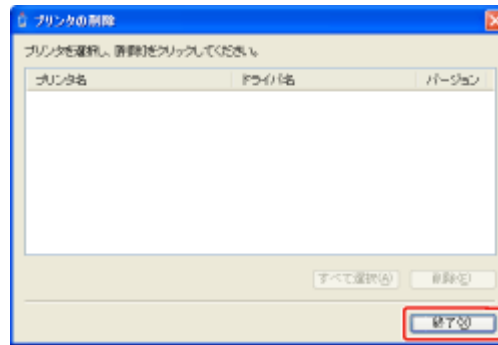 プリンタの削除
プリンタを選択し、[削除]をクリックしてください。
プリンタ名 ドライバ名 バージョン
すべて選択(A) 削除(E)
終了(X)